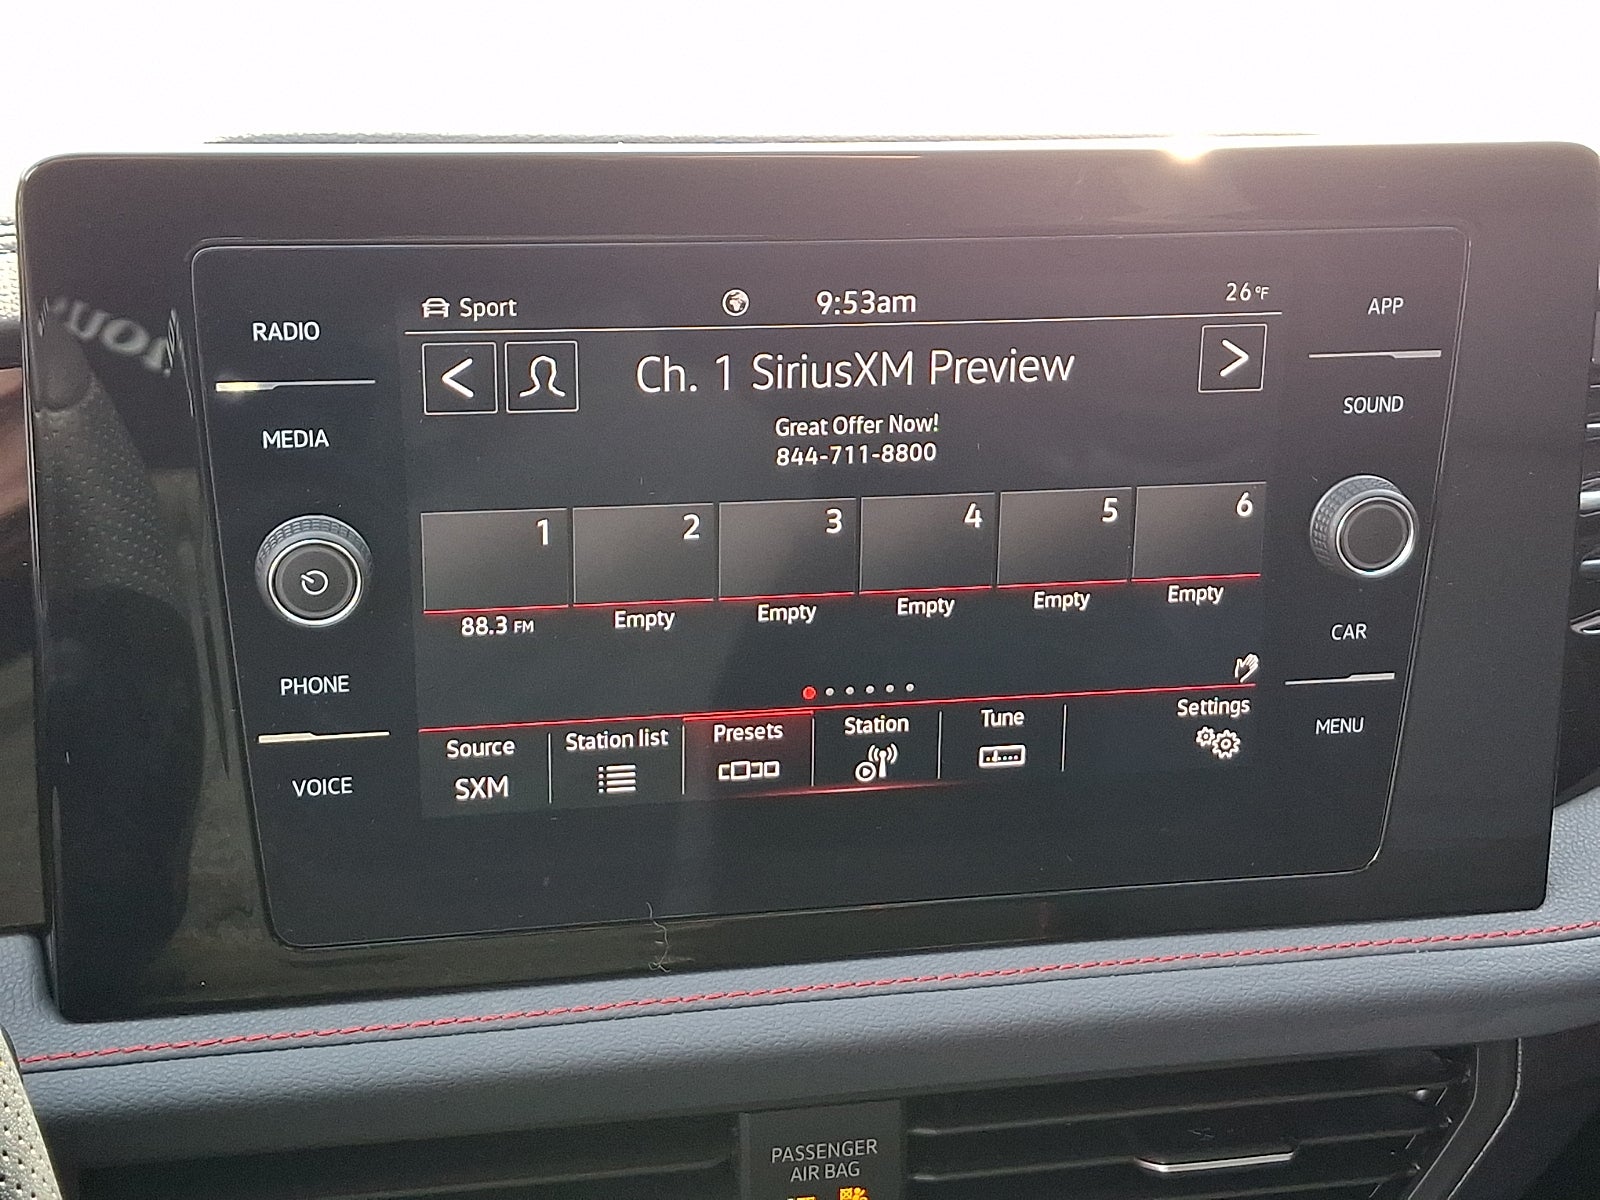 RADIO
MEDIA
PHONE
VOICE
Sport
9:53am
26°F
Ch. 1 SiriusXM Preview
Great Offer Now!
844-711-8800
1
2
3
4
5
6
88.3 FM
Empty
Empty
Empty
Empty
Empty
Source
SXM
Station list
Presets
Station
Tune
Settings
APP
SOUND
CAR
MENU
PASSENGER
AIR BAG